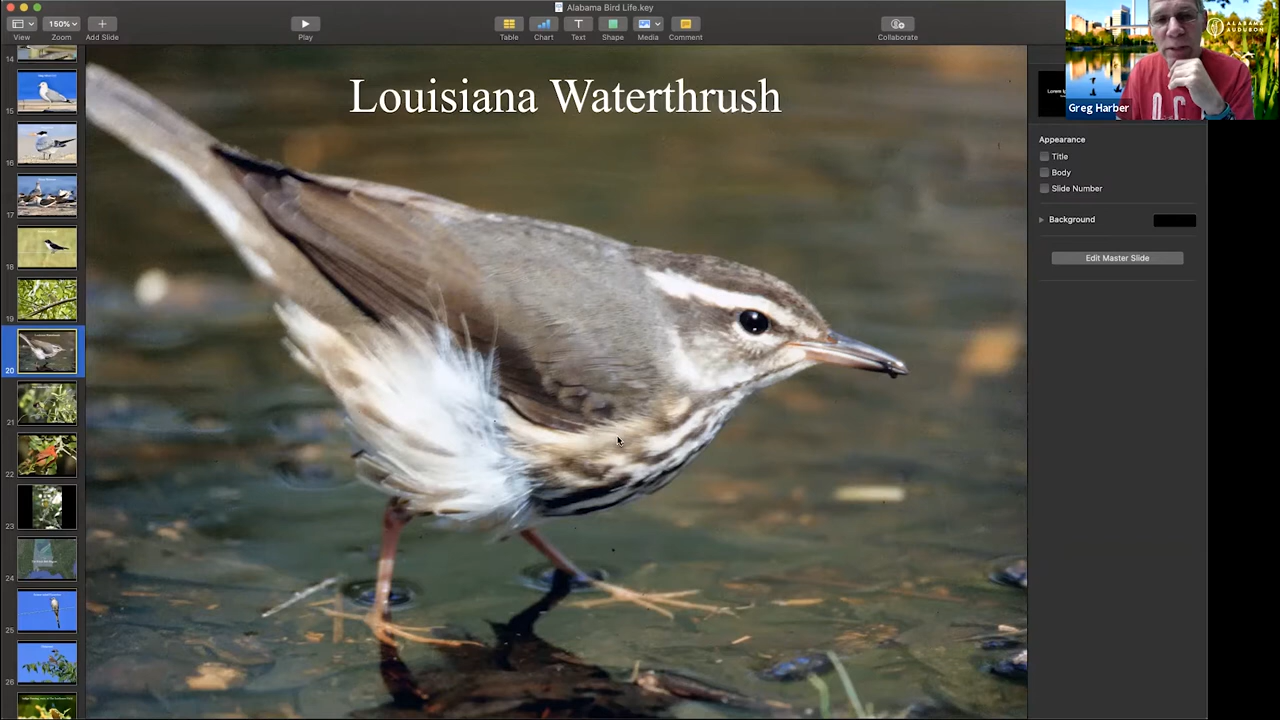 Alabama Bird Life.key
View
150%
Zoom
Add Slide
Play
Table
Chart
T
Text
Shape
Media
Comment
Collaborate
ALABAMA
AUDUBON
Greg Harber
Louisiana Waterthrush
Appearance
Title
Body
Slide Number
Background
Edit Master Slide
14
15
16
17
18
19
20
21
22
23
24
25
26